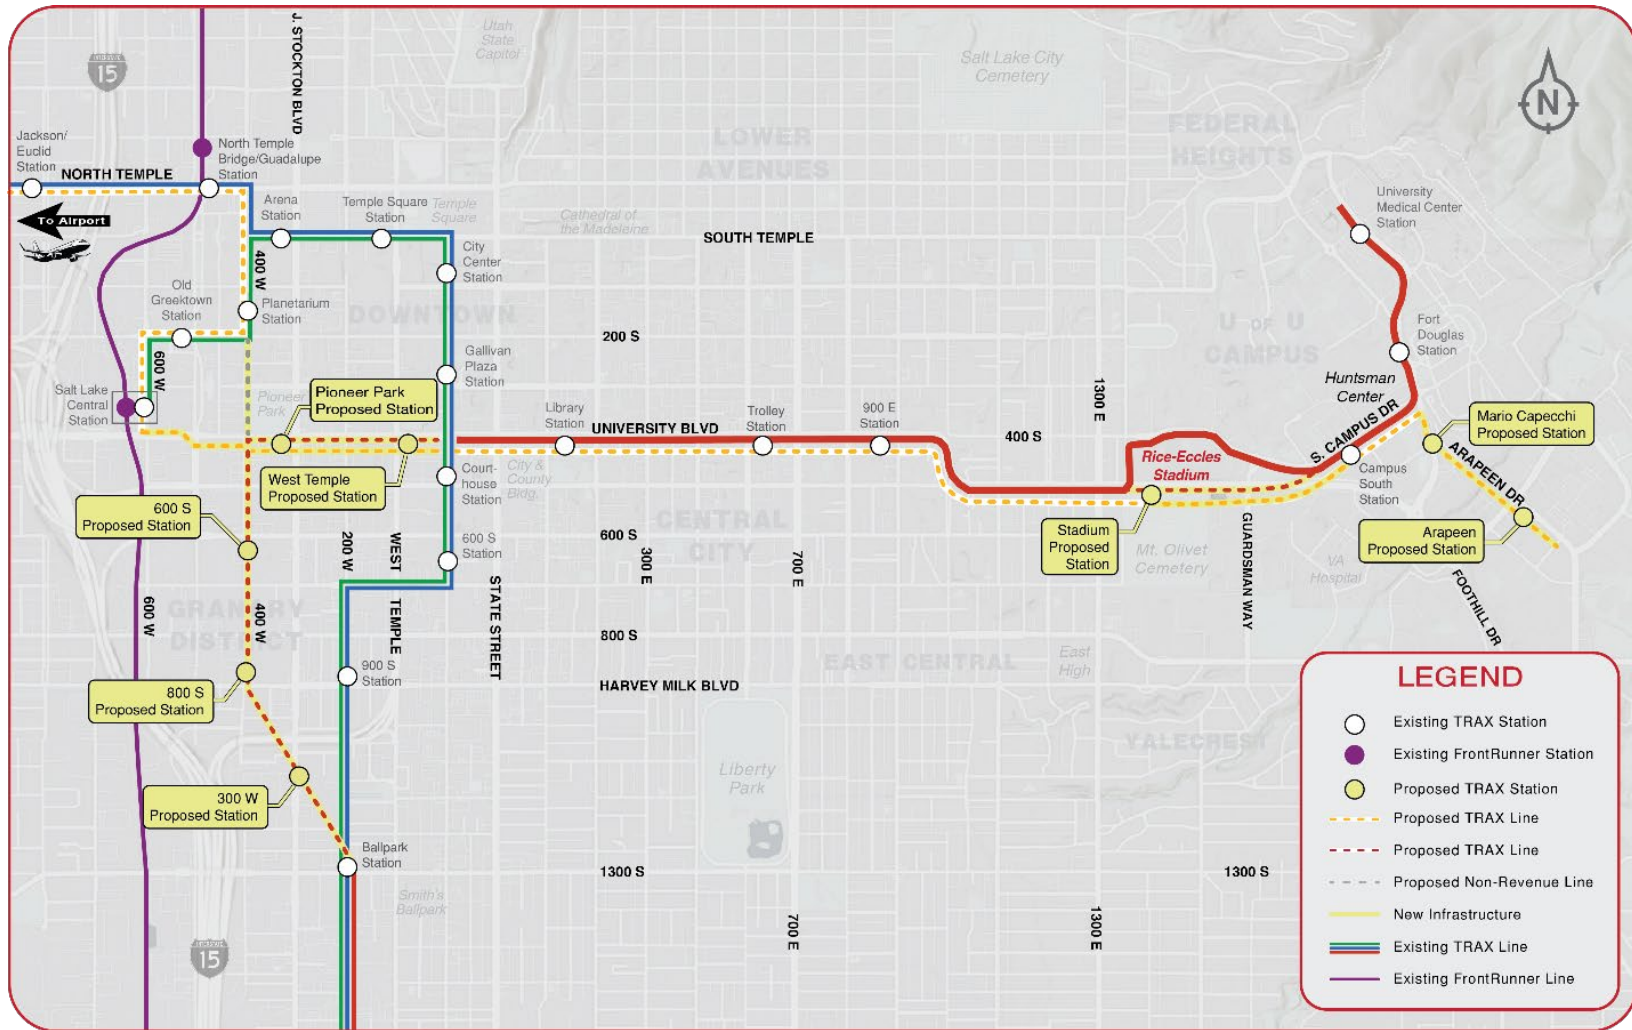 J. STOCKTON BLVD
Utah
State
Capitol
Salt Lake City
Cemetery
INTERSTATE
15
N
Jackson/
Euclid
Station
North Temple
Bridge/Guadalupe
Station
NORTH TEMPLE
LOWER
AVENUES
FEDERAL
HEIGHTS
To Airport
Arena
Station
Temple Square
Station
Temple
Square
Cathedral of
the Madeleine
SOUTH TEMPLE
University
Medical Center
Station
City
Center
Station
400 W
Old
Greektown
Station
Planetarium
Station
DOWNTOWN
200 S
U OF U
CAMPUS
Fort
Douglas
Station
600 W
Gallivan
Plaza
Station
Salt Lake
Central
Station
Pioneer
Park
Pioneer Park
Proposed Station
Huntsman
Center
1300 E
Library
Station
Trolley
Station
900 E
Station
UNIVERSITY BLVD
400 S
S. CAMPUS DR
Mario Capecchi
Proposed Station
ARAPEEN DR
Rice-Eccles
Stadium
West Temple
Proposed Station
Court-
house
Station
City &
County
Bldg.
Campus
South
Station
600 S
Proposed Station
CENTRAL
CITY
600 S
Station
600 S
Stadium
Proposed
Station
Mt. Olivet
Cemetery
GUARDSMAN WAY
Arapeen
Proposed Station
VA
Hospital
FOOTHILL DR
200 W
WEST
TEMPLE
STATE STREET
300 E
700 E
600 W
400 W
GRANARY
DISTRICT
800 S
EAST CENTRAL
East
High
900 S
Station
HARVEY MILK BLVD
800 S
Proposed Station
YALECREST
Liberty
Park
300 W
Proposed Station
Ballpark
Station
1300 S
1300 S
Smith's
Ballpark
700 E
1300 E
INTERSTATE
15
LEGEND
Existing TRAX Station
Existing FrontRunner Station
Proposed TRAX Station
Proposed TRAX Line
Proposed TRAX Line
Proposed Non-Revenue Line
New Infrastructure
Existing TRAX Line
Existing FrontRunner Line